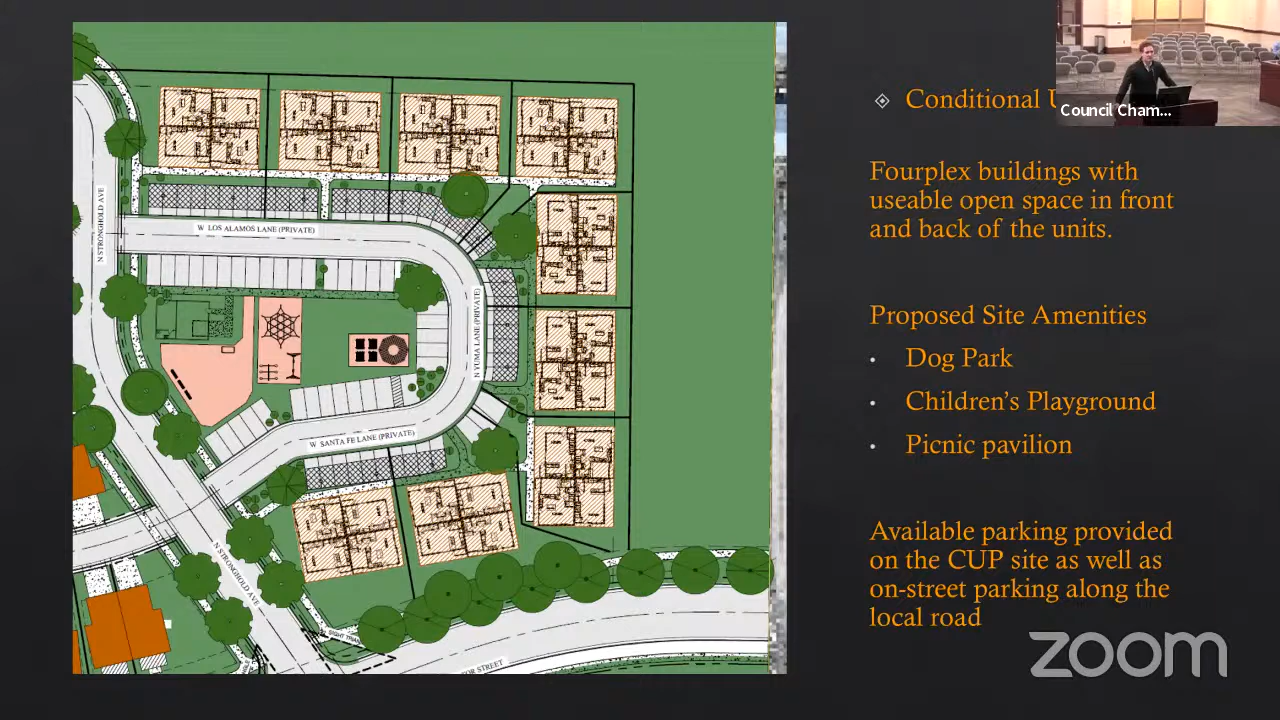 Conditional
Council Cham...
Fourplex buildings with
useable open space in front
and back of the units.
Proposed Site Amenities
• Dog Park
• Children's Playground
• Picnic pavilion
Available parking provided
on the CUP site as well as
on-street parking along the
local road
zoom
N STRONGHOLD AVE
W LOS ALAMOS LANE (PRIVATE)
N YUMA LANE (PRIVATE)
W SANTA FE LANE (PRIVATE)
N STRONGHOLD AVE
SIGHT
STREET